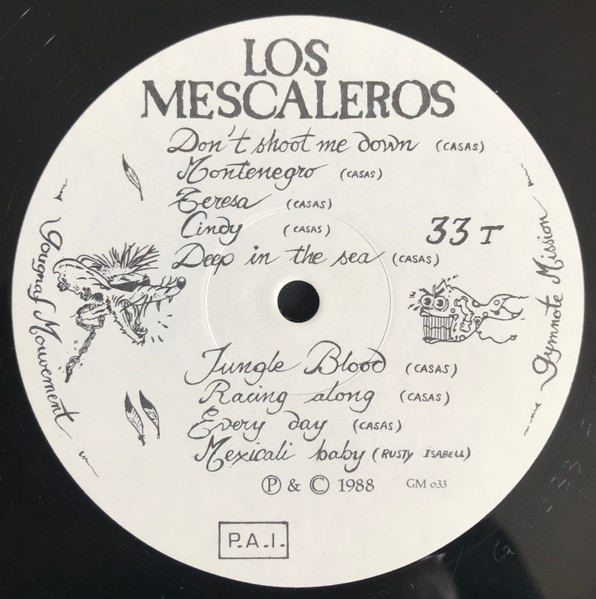 LOS
MESCALEROS
Don't shoot me down (CASAS)
Montenegro (CASAS)
Teresa (CASAS)
Cindy (CASAS)
33 T
Deep in the sea (CASAS)
Jungle Blood (CASAS)
Racing along (CASAS)
Every day (CASAS)
Mexicali baby (RUSTY ISABELL)
Ⓟ & © 1988 GM 033
P.A.I.
Mouvement
Gymnote Mission